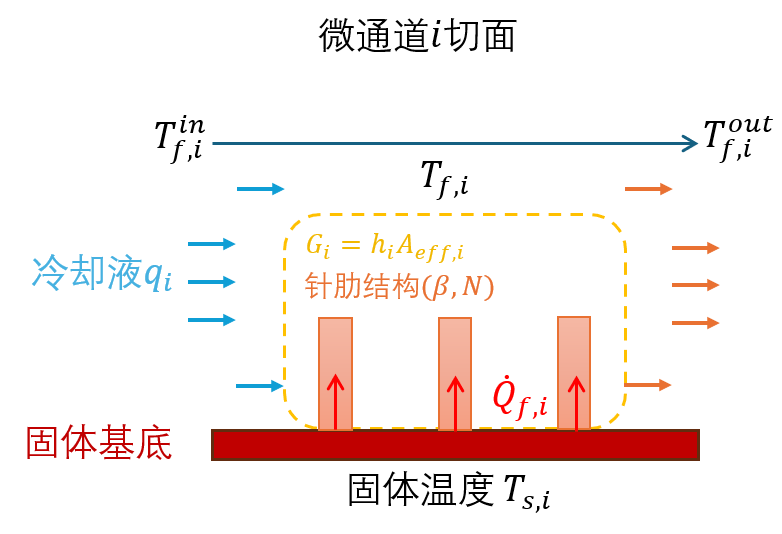 微通道i切面
T_{f,i}^{in}
T_{f,i}^{out}
T_{f,i}
G_i = h_i A_{eff,i}
冷却液q_i
针肋结构(β, N)
Q̇_{f,i}
固体基底
固体温度 T_{s,i}